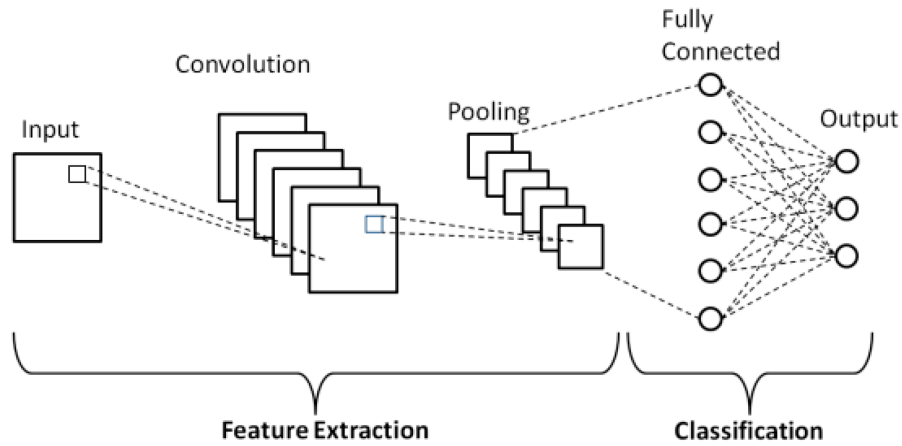 Input
Convolution
Pooling
Fully
Connected
Output
Feature Extraction
Classification